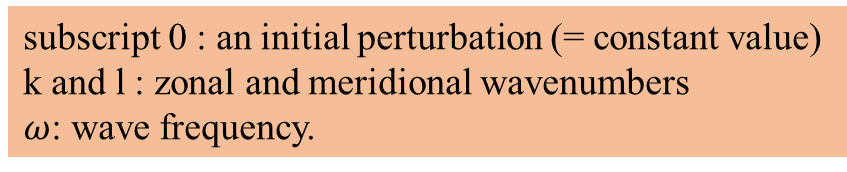 subscript 0 : an initial perturbation (= constant value)
k and l : zonal and meridional wavenumbers
ω: wave frequency.